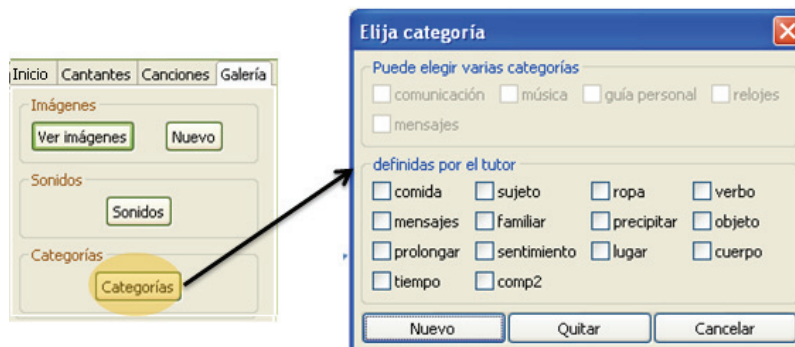 Inicio Cantantes Canciones Galería
Imágenes
Ver imágenes Nuevo
Sonidos
Sonidos
Categorías
Categorías
Elija categoría
Puede elegir varias categorías
comunicación música guía personal relojes
mensajes
definidas por el tutor
comida sujeto ropa verbo
mensajes familiar precipitar objeto
prolongar sentimiento lugar cuerpo
tiempo comp2
Nuevo Quitar Cancelar